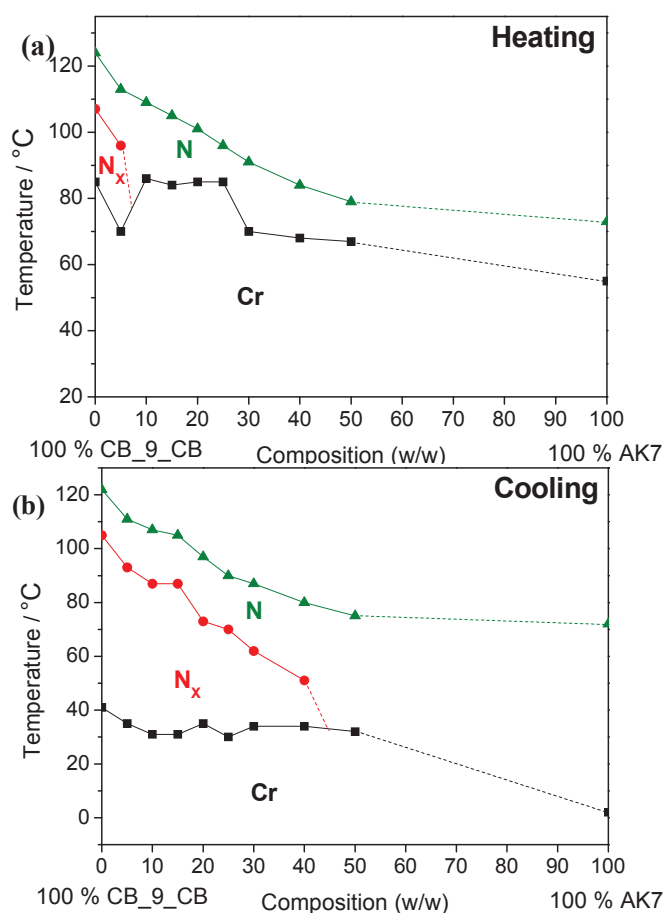 (a)
Heating
120
100
80
60
40
20
Temperature / °C
N
Nx
Cr
0 10 20 30 40 50 60 70 80 90 100
100 % CB_9_CB
Composition (w/w)
100 % AK7
(b)
Cooling
120
100
80
60
40
20
0
Temperature / °C
N
Nx
Cr
0 10 20 30 40 50 60 70 80 90 100
100 % CB_9_CB
Composition (w/w)
100 % AK7